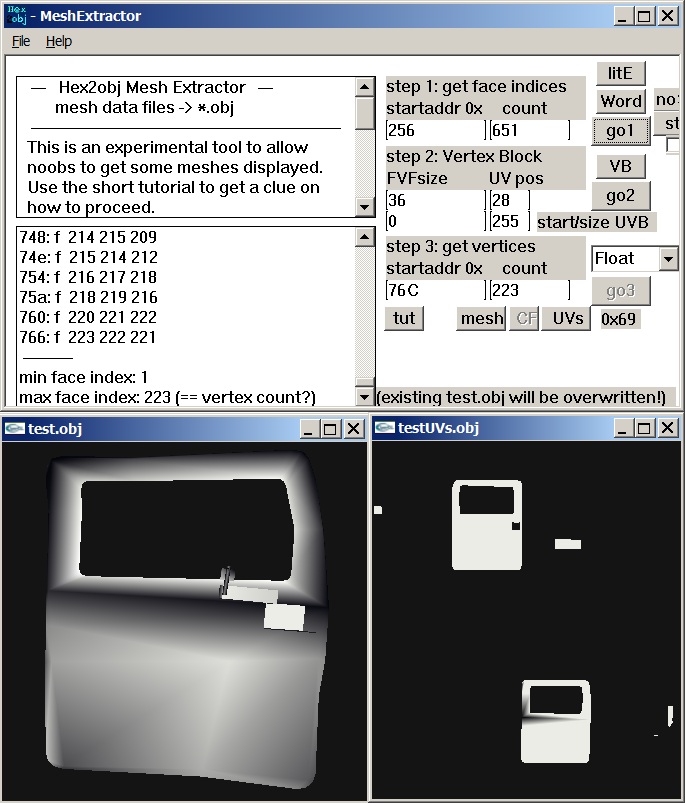 Hex
obj
- MeshExtractor
File Help
— Hex2obj Mesh Extractor —
mesh data files -> *.obj
This is an experimental tool to allow
noobs to get some meshes displayed.
Use the short tutorial to get a clue on
how to proceed.
748: f 214 215 209
74e: f 215 214 212
754: f 216 217 218
75a: f 218 219 216
760: f 220 221 222
766: f 223 222 221
min face index: 1
max face index: 223 (== vertex count?)
step 1: get face indices
startaddr 0x count
256 651
litE
Word
no
go1
st
step 2: Vertex Block
FVFsize UV pos
36 28
0 255 start/size UVB
VB
go2
step 3: get vertices
startaddr 0x count
76C 223
Float
go3
tut mesh CF UVs 0x69
(existing test.obj will be overwritten!)
test.obj
testUVs.obj